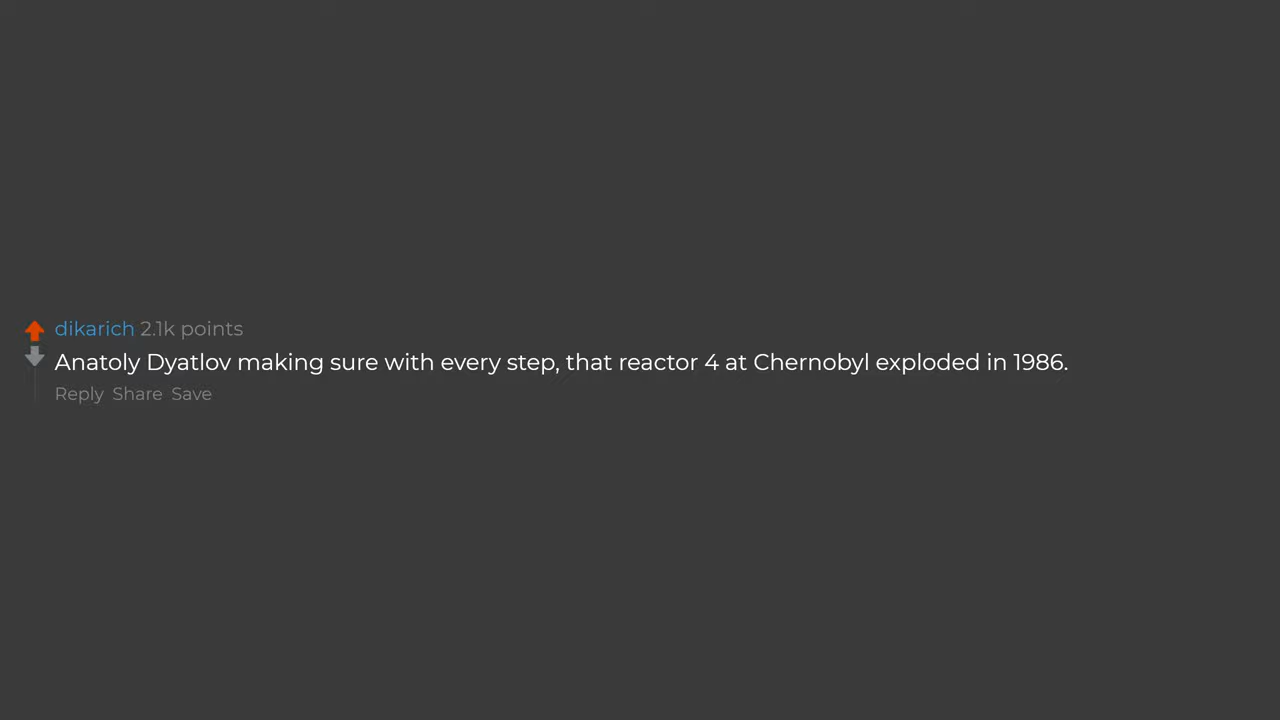 dikarich 2.1k points
Anatoly Dyatlov making sure with every step, that reactor 4 at Chernobyl exploded in 1986.
Reply Share Save